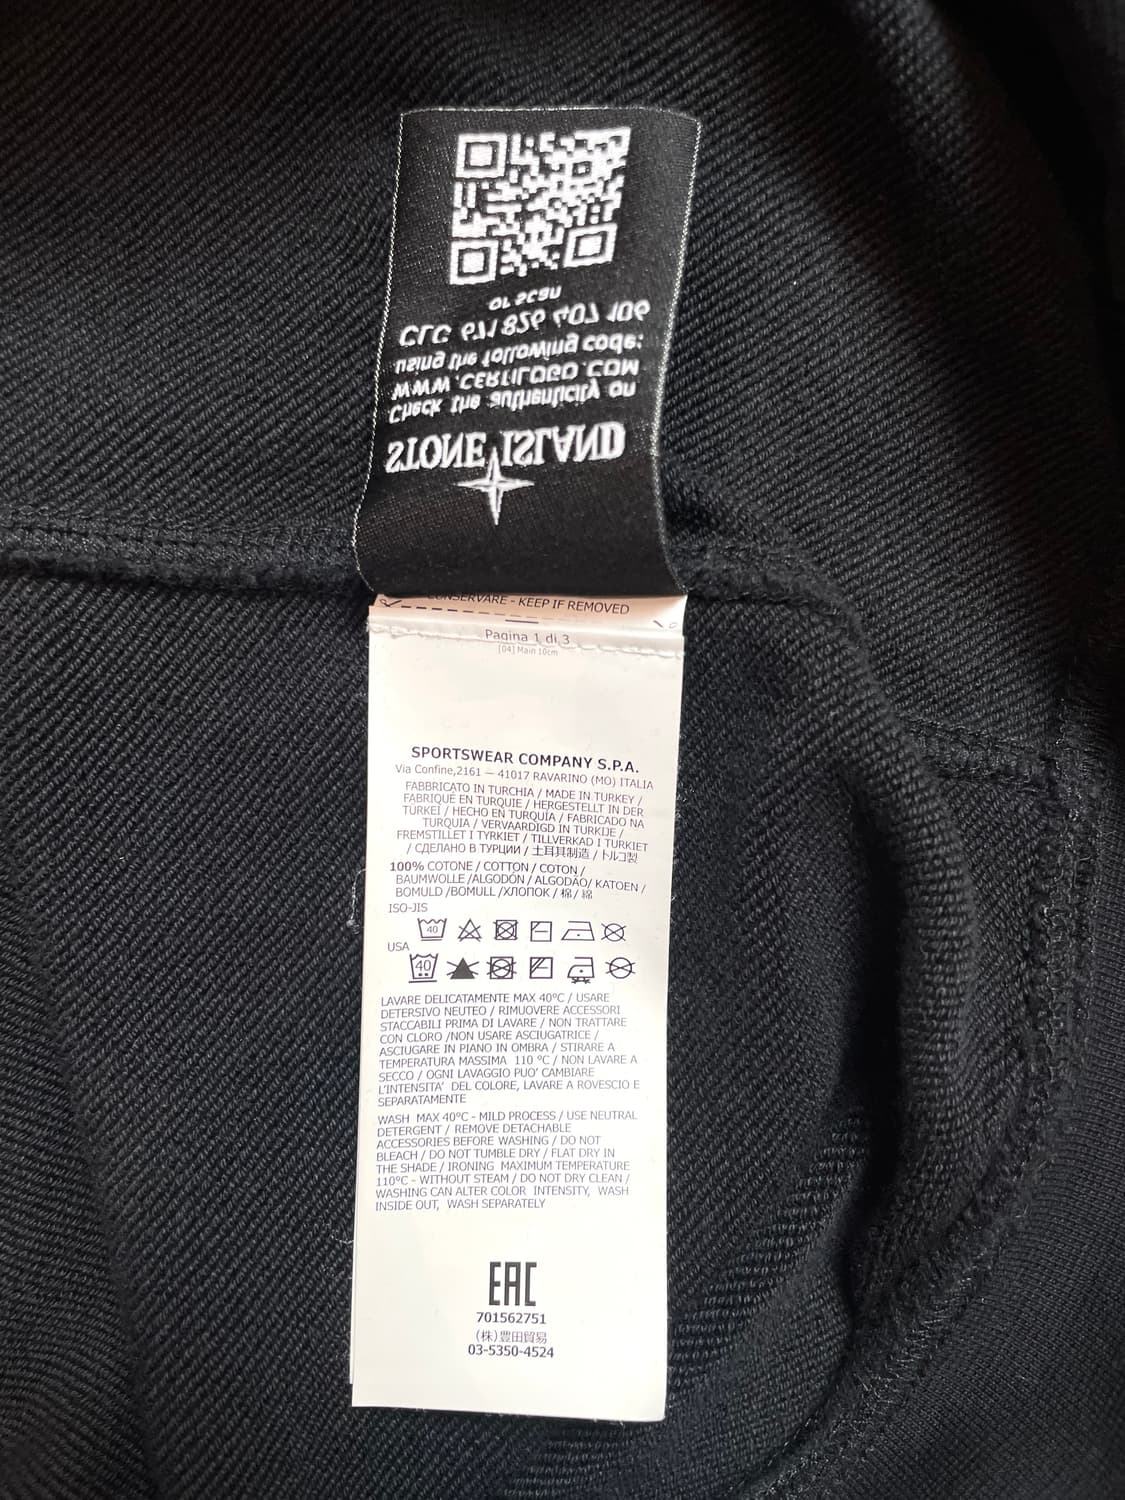 STONE ISLAND
Check the authenticity on
WWW.CERTILOGO.COM
using the following code:
CLG 671 826 407 106
or scan
CONSERVARE - KEEP IF REMOVED
Pagina 1 di 3
[04] Main 10cm
SPORTSWEAR COMPANY S.P.A.
Via Confine,2161 — 41017 RAVARINO (MO) ITALIA
FABBRICATO IN TURCHIA / MADE IN TURKEY /
FABRIQUÉ EN TURQUIE / HERGESTELLT IN DER
TÜRKEI / HECHO EN TURQUÍA / FABRICADO NA
TURQUIA / VERVAARDIGD IN TURKIJE /
FREMSTILLET I TYRKIET / TILLVERKAD I TURKIET
/ СДЕЛАНО В ТУРЦИИ / 土耳其制造 / トルコ製
100% COTONE / COTTON / COTON /
BAUMWOLLE /ALGODÓN / ALGODÃO/ KATOEN /
BOMULD /BOMULL /ХЛОПОК / 棉/ 綿
ISO-JIS
40
USA
40
LAVARE DELICATAMENTE MAX 40°C / USARE
DETERSIVO NEUTEO / RIMUOVERE ACCESSORI
STACCABILI PRIMA DI LAVARE / NON TRATTARE
CON CLORO /NON USARE ASCIUGATRICE /
ASCIUGARE IN PIANO IN OMBRA / STIRARE A
TEMPERATURA MASSIMA 110 °C / NON LAVARE A
SECCO / OGNI LAVAGGIO PUO' CAMBIARE
L'INTENSITA' DEL COLORE, LAVARE A ROVESCIO E
SEPARATAMENTE
WASH MAX 40°C - MILD PROCESS / USE NEUTRAL
DETERGENT / REMOVE DETACHABLE
ACCESSORIES BEFORE WASHING / DO NOT
BLEACH / DO NOT TUMBLE DRY / FLAT DRY IN
THE SHADE / IRONING MAXIMUM TEMPERATURE
110°C - WITHOUT STEAM / DO NOT DRY CLEAN /
WASHING CAN ALTER COLOR INTENSITY, WASH
INSIDE OUT, WASH SEPARATELY
EAC
701562751
(株)豊田貿易
03-5350-4524